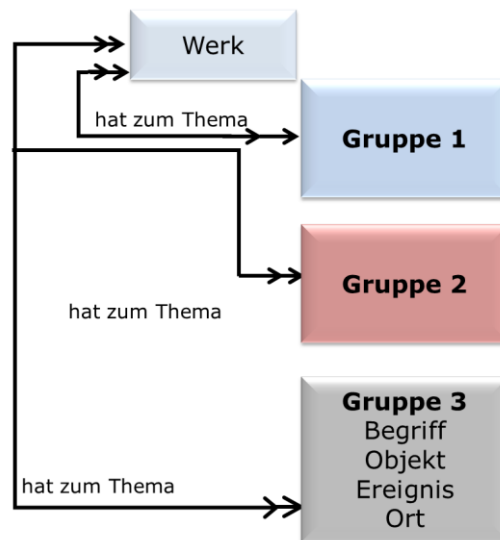 Werk
hat zum Thema
Gruppe 1
Gruppe 2
hat zum Thema
Gruppe 3
Begriff
Objekt
Ereignis
Ort
hat zum Thema